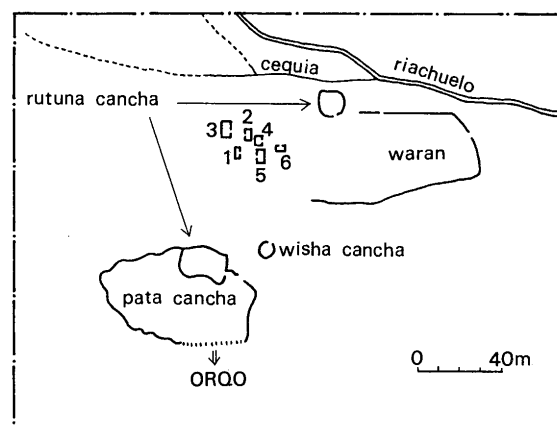 cequia
riachuelo
rutuna cancha
2
3
4
1
6
5
waran
wisha cancha
pata cancha
ORQO
0 40m